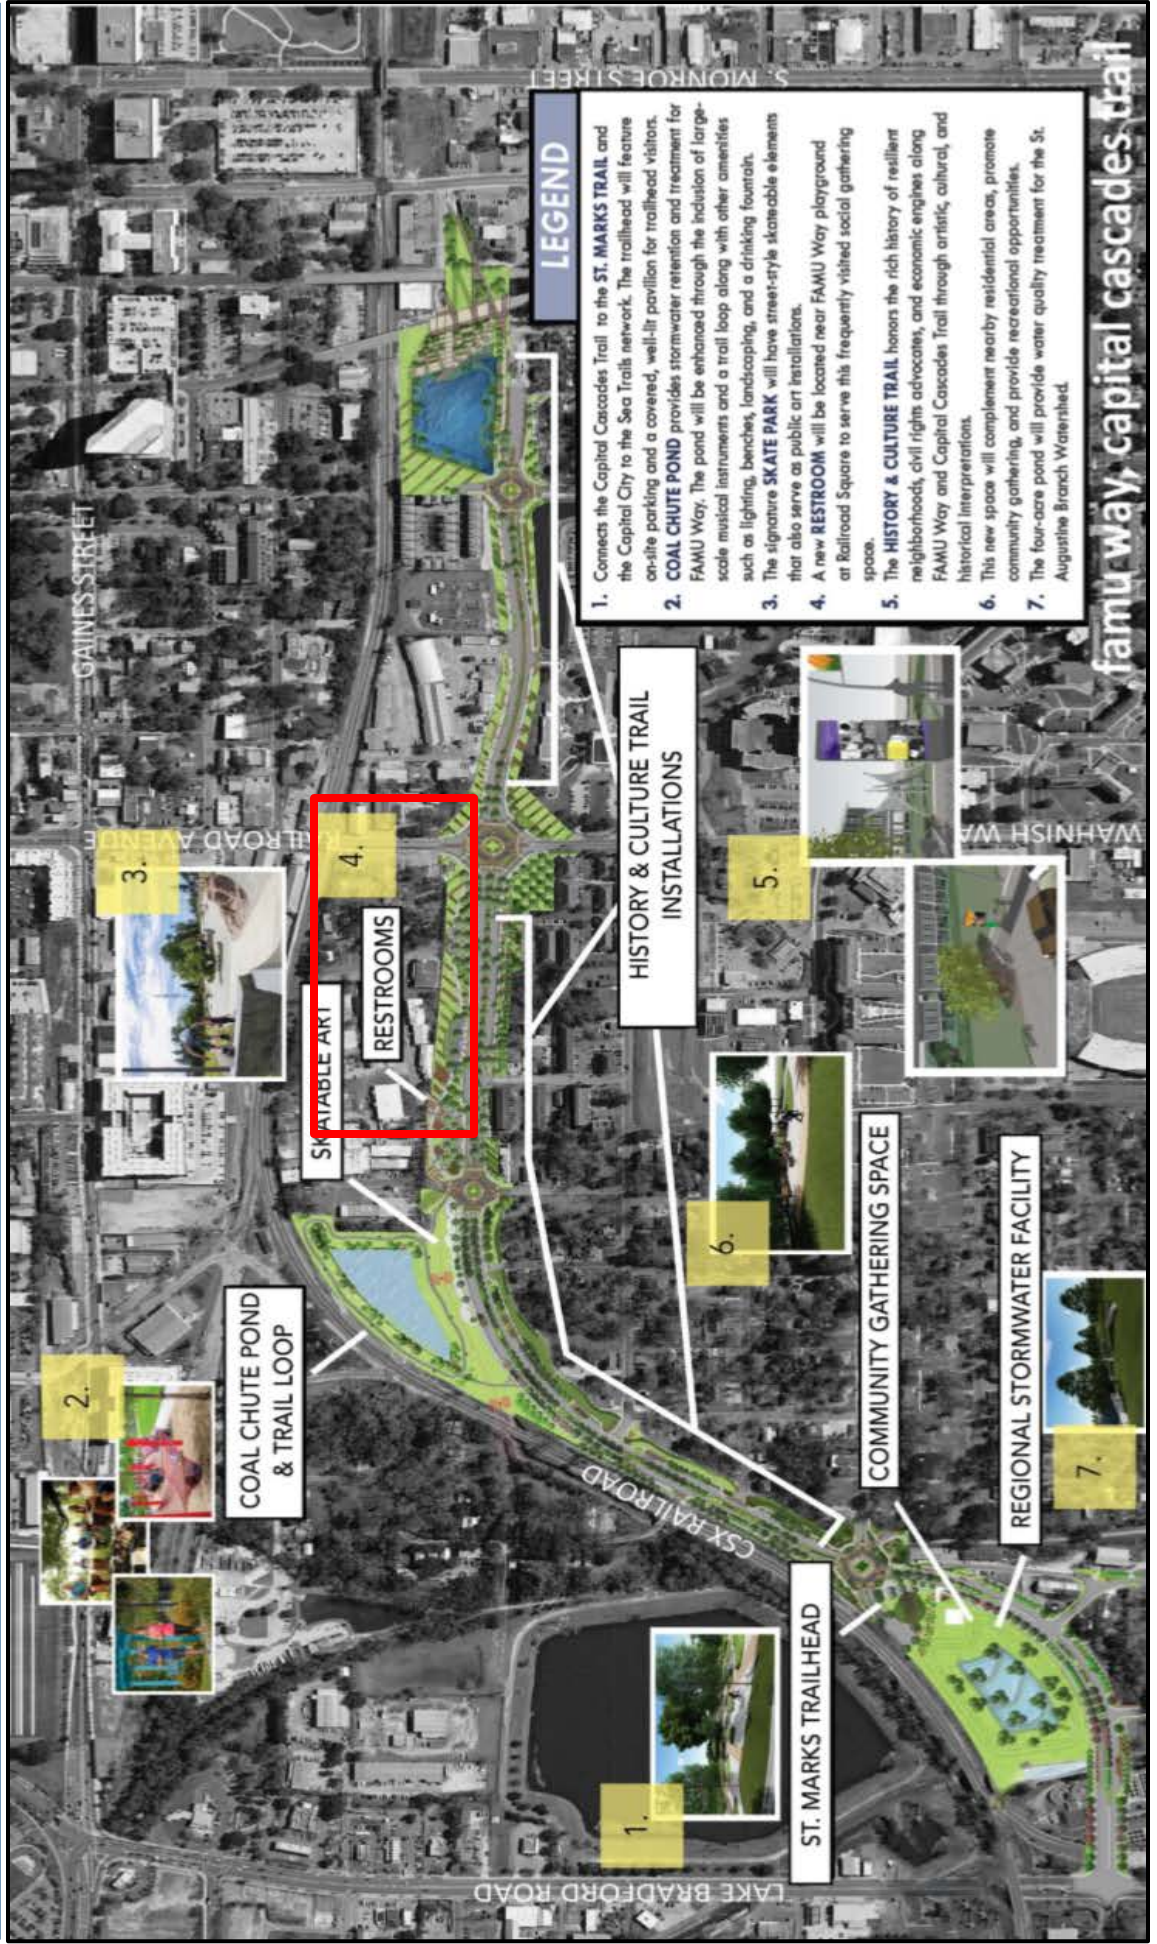 GAINES STREET
S. MONROE STREET
RAILROAD AVENUE
WAHNISH WA
LAKE BRADFORD ROAD
CSX RAILROAD
2.
3.
4.
1.
6.
5.
7.
COAL CHUTE POND
& TRAIL LOOP
SKATABLE ART
RESTROOMS
HISTORY & CULTURE TRAIL
INSTALLATIONS
ST. MARKS TRAILHEAD
COMMUNITY GATHERING SPACE
REGIONAL STORMWATER FACILITY
LEGEND
1. Connects the Capital Cascades Trail to the ST. MARKS TRAIL and
the Capital City to the Sea Trails network. The trailhead will feature
on-site parking and a covered, well-lit pavilion for trailhead visitors.
2. COAL CHUTE POND provides stormwater retention and treatment for
FAMU Way. The pond will be enhanced through the inclusion of large-
scale musical instruments and a trail loop along with other amenities
such as lighting, benches, landscaping, and a drinking fountain.
3. The signature SKATE PARK will have street-style skateable elements
that also serve as public art installations.
4. A new RESTROOM will be located near FAMU Way playground
at Railroad Square to serve this frequently visited social gathering
space.
5. The HISTORY & CULTURE TRAIL honors the rich history of resilient
neighborhoods, civil rights advocates, and economic engines along
FAMU Way and Capital Cascades Trail through artistic, cultural, and
historical interpretations.
6. This new space will complement nearby residential areas, promote
community gathering, and provide recreational opportunities.
7. The four-acre pond will provide water quality treatment for the St.
Augustine Branch Watershed.
famu way, capital cascades trail